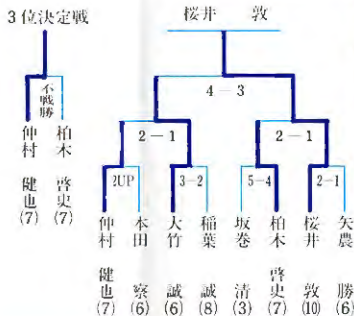 3位決定戦
不戦勝
仲村 健也 (7)
柏木 啓史 (7)
桜井 敦
4－3
2－1
2－1
2UP
3－2
5－4
2－1
仲村 健也 (7)
本田 察 (6)
大竹 誠 (6)
稲葉 誠 (8)
坂巻 清 (3)
柏木 啓史 (7)
桜井 敦 (10)
矢農 勝 (6)